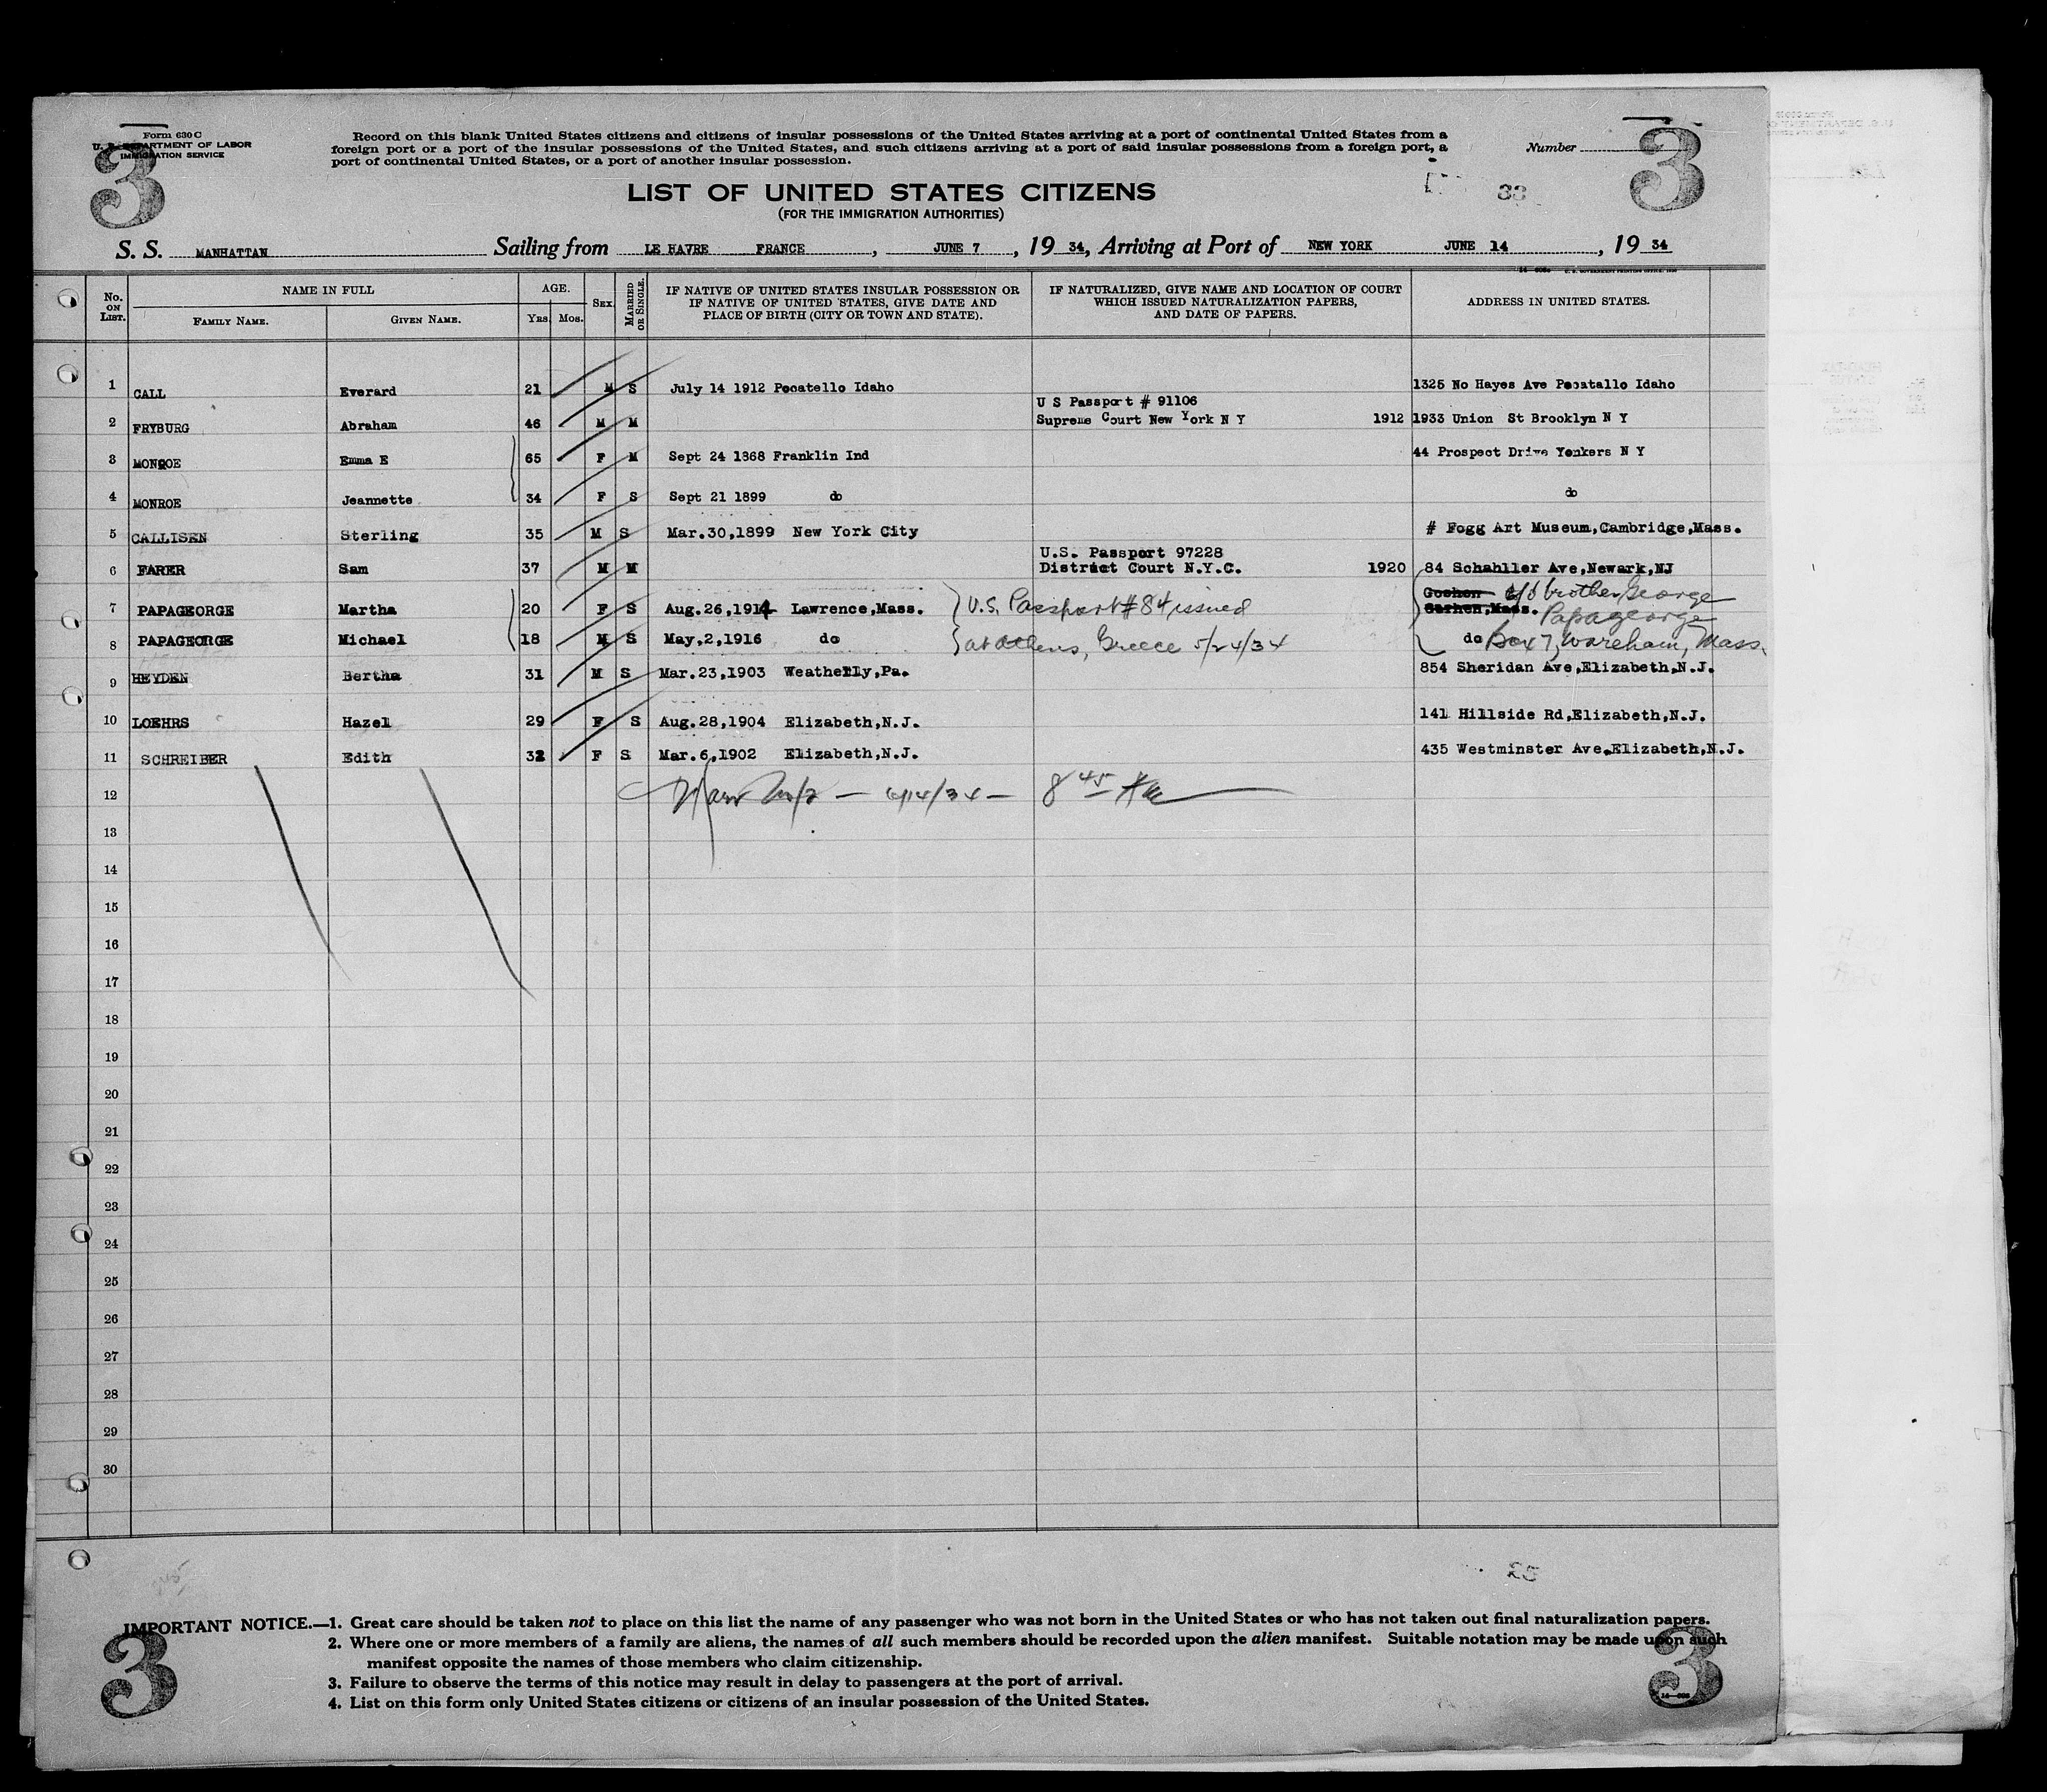 3
Form 630 C
U. S. DEPARTMENT OF LABOR
IMMIGRATION SERVICE
Record on this blank United States citizens and citizens of insular possessions of the United States arriving at a port of continental United States from a
foreign port or a port of the insular possessions of the United States, and such citizens arriving at a port of said insular possessions from a foreign port, a
port of continental United States, or a port of another insular possession.
Number
3
LIST OF UNITED STATES CITIZENS
(FOR THE IMMIGRATION AUTHORITIES)
S. S. MANHATTAN Sailing from LE HAVRE FRANCE , JUNE 7 , 19 34, Arriving at Port of NEW YORK JUNE 14 , 19 34
No. ON LIST.
NAME IN FULL
FAMILY NAME. GIVEN NAME.
AGE.
YRS. MOS.
SEX.
MARRIED OR SINGLE.
IF NATIVE OF UNITED STATES INSULAR POSSESSION OR
IF NATIVE OF UNITED STATES, GIVE DATE AND
PLACE OF BIRTH (CITY OR TOWN AND STATE).
IF NATURALIZED, GIVE NAME AND LOCATION OF COURT
WHICH ISSUED NATURALIZATION PAPERS,
AND DATE OF PAPERS.
ADDRESS IN UNITED STATES.
1 CALL Everard 21 M S July 14 1912 Pocatello Idaho 1325 No Hayes Ave Pocatallo Idaho
U S Passport # 91106
2 FRYBURG Abraham 46 M M Supreme Court New York N Y 1912 1933 Union St Brooklyn N Y
3 MONROE Emma E 65 F M Sept 24 1868 Franklin Ind 44 Prospect Drive Yonkers N Y
4 MONROE Jeannette 34 F S Sept 21 1899 do do
5 CALLISEN Sterling 35 M S Mar.30,1899 New York City # Fogg Art Museum,Cambridge,Mass.
U.S. Passport 97228
6 FARER Sam 37 M M District Court N.Y.C. 1920 84 Schahller Ave,Newark,NJ
Goshen c/o brother George
7 PAPAGEORGE Martha 20 F S Aug.26,1914 Lawrence,Mass. U.S. Passport #84 issued Mass. Papageorge
8 PAPAGEORGE Michael 18 M S May,2,1916 do at Athens, Greece 5/24/34 do Box 7, Wareham, Mass.
9 HEYDEN Bertha 31 M S Mar.23,1903 Weatherly,Pa. 854 Sheridan Ave,Elizabeth,N.J.
10 LOEHRS Hazel 29 F S Aug.28,1904 Elizabeth,N.J. 141 Hillside Rd,Elizabeth,N.J.
11 SCHREIBER Edith 32 F S Mar.6,1902 Elizabeth,N.J. 435 Westminster Ave.Elizabeth,N.J.
12 6/14/34 — 8 45
13
14
15
16
17
18
19
20
21
22
23
24
25
26
27
28
29
30
IMPORTANT NOTICE.—1. Great care should be taken not to place on this list the name of any passenger who was not born in the United States or who has not taken out final naturalization papers.
2. Where one or more members of a family are aliens, the names of all such members should be recorded upon the alien manifest. Suitable notation may be made upon such
manifest opposite the names of those members who claim citizenship.
3. Failure to observe the terms of this notice may result in delay to passengers at the port of arrival.
4. List on this form only United States citizens or citizens of an insular possession of the United States.
3
3